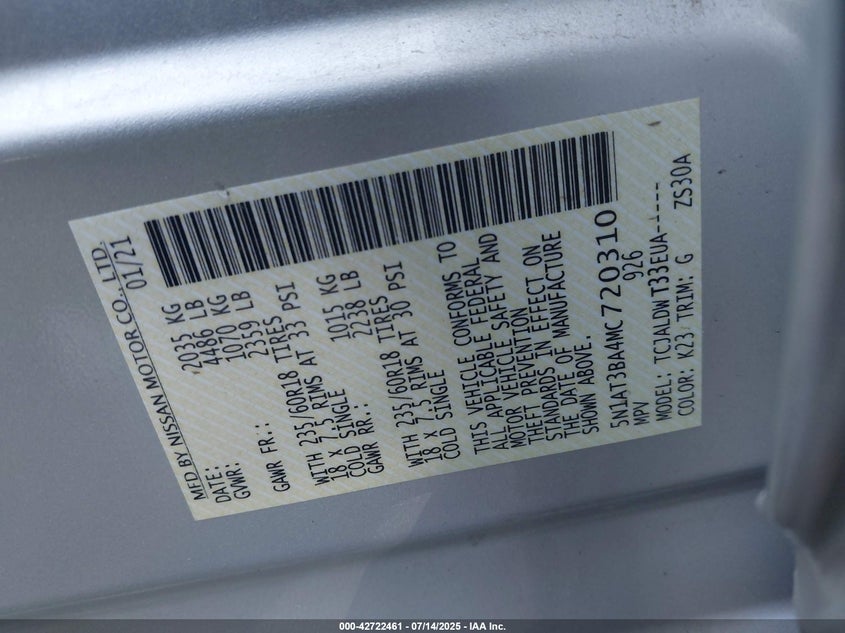 MFD BY NISSAN MOTOR CO., LTD.
DATE: 01/21
GVWR: 2035 KG
4486 LB
GAWR FR.: 1070 KG
2359 LB
WITH 235/60R18 TIRES
18 x 7.5 RIMS AT 33 PSI
COLD SINGLE
GAWR RR.: 1015 KG
2238 LB
WITH 235/60R18 TIRES
18 x 7.5 RIMS AT 30 PSI
COLD SINGLE
THIS VEHICLE CONFORMS TO
ALL APPLICABLE FEDERAL
MOTOR VEHICLE SAFETY AND
THEFT PREVENTION
STANDARDS IN EFFECT ON
THE DATE OF MANUFACTURE
SHOWN ABOVE.
5N1AT3BA4MC720310
MPV 926
MODEL: TCJALDWT33EUA-----
COLOR: K23 TRIM: G ZS30A
000-42722461 - 07/14/2025 - IAA Inc.